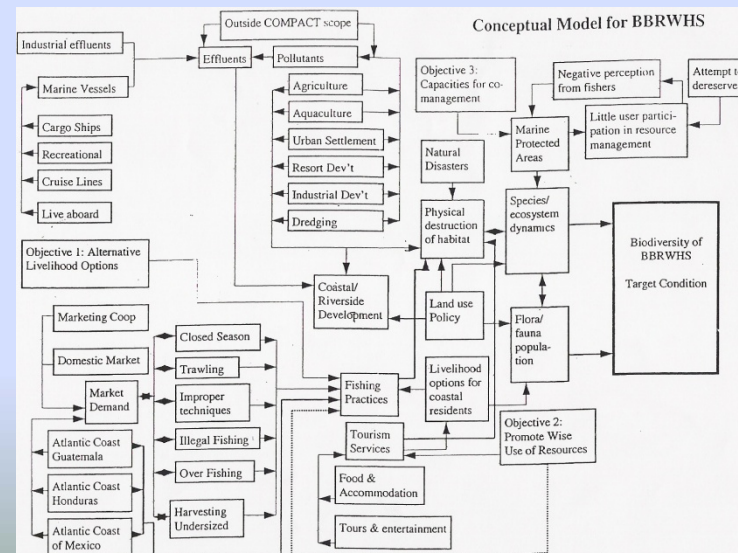 Conceptual Model for BBRWHS
Outside COMPACT scope
Industrial effluents
Effluents
Pollutants
Marine Vessels
Cargo Ships
Recreational
Cruise Lines
Live aboard
Agriculture
Aquaculture
Urban Settlement
Resort Dev't
Industrial Dev't
Dredging
Objective 3:
Capacities for co-
management
Negative perception
from fishers
Attempt t
dereserve
Little user partici-
pation in resource
management
Marine
Protected
Areas
Natural
Disasters
Physical
destruction
of habitat
Species/
ecosystem
dynamics
Biodiversity of
BBRWHS
Target Condition
Objective 1: Alternative
Livelihood Options
Coastal/
Riverside
Development
Land use
Policy
Flora/
fauna
popula-
tion
Marketing Coop
Domestic Market
Market
Demand
Closed Season
Trawling
Improper
techniques
Illegal Fishing
Over Fishing
Harvesting
Undersized
Fishing
Practices
Livelihood
options for
coastal
residents
Atlantic Coast
Guatemala
Atlantic Coast
Honduras
Atlantic Coast
of Mexico
Tourism
Services
Food &
Accommodation
Tours & entertainment
Objective 2:
Promote Wise
Use of Resources